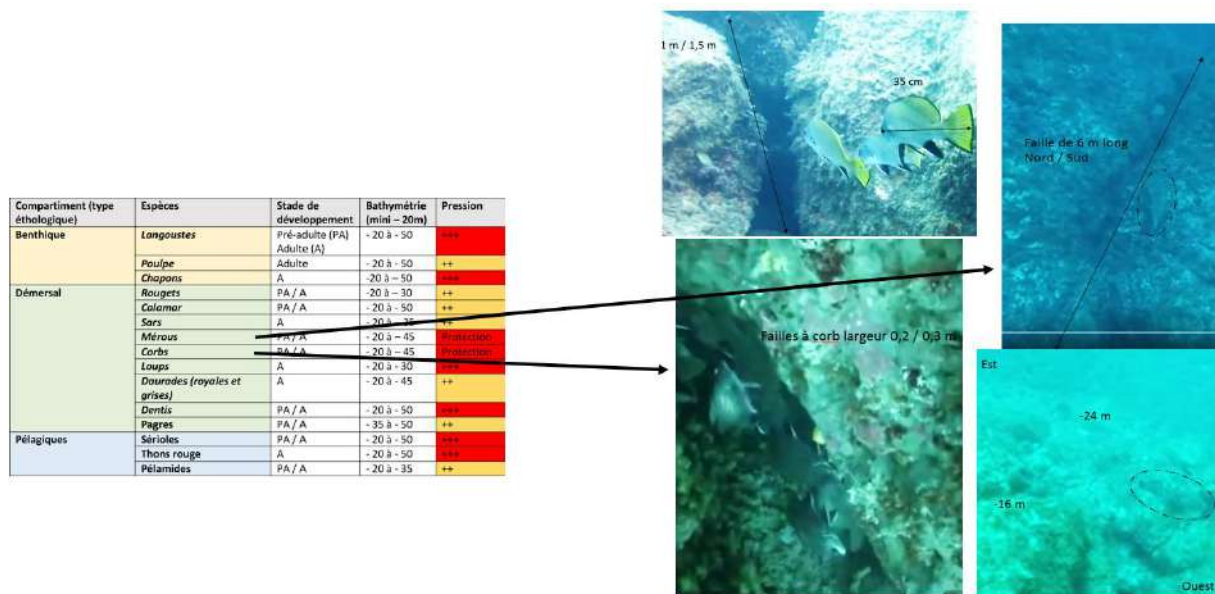 Compartiment (type éthologique) Espèces Stade de développement Bathymétrie (mini – 20m) Pression
Benthique Langoustes Pré-adulte (PA) Adulte (A) - 20 à - 50 +++
Poulpe Adulte - 20 à - 50 ++
Chapons A -20 à – 50 +++
Démersal Rougets PA / A -20 à – 30 ++
Calamar PA / A - 20 à - 50 ++
Sars A - 20 à - 35 ++
Mérous PA / A - 20 à – 45 Protection
Corbs PA / A - 20 à – 45 Protection
Loups A - 20 à - 30 +++
Daurades (royales et grises) A - 20 à - 45 ++
Dentis PA / A - 20 à - 50 +++
Pagres PA / A - 35 à - 50 ++
Pélagiques Sérioles PA / A - 20 à - 50 +++
Thons rouge A - 20 à - 50 +++
Pélamides PA / A - 20 à - 35 ++
1 m / 1,5 m
35 cm
Faille de 6 m long
Nord / Sud
Failles à corb largeur 0,2 / 0,3 m
Est
-24 m
-16 m
Ouest